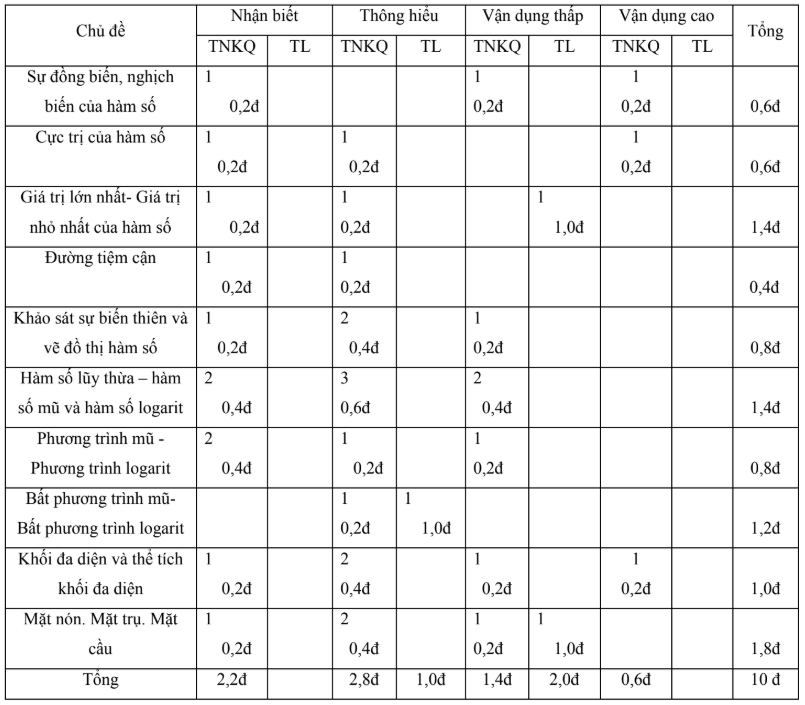 Chủ đề Nhận biết Thông hiểu Vận dụng thấp Vận dụng cao Tổng
TNKQ TL TNKQ TL TNKQ TL TNKQ TL
Sự đồng biến, nghịch 1 1 1
biến của hàm số 0,2đ 0,2đ 0,2đ 0,6đ
Cực trị của hàm số 1 1 1
0,2đ 0,2đ 0,2đ 0,6đ
Giá trị lớn nhất- Giá trị 1 1 1
nhỏ nhất của hàm số 0,2đ 0,2đ 1,0đ 1,4đ
Đường tiệm cận 1 1
0,2đ 0,2đ 0,4đ
Khảo sát sự biến thiên và 1 2 1
vẽ đồ thị hàm số 0,2đ 0,4đ 0,2đ 0,8đ
Hàm số lũy thừa – hàm 2 3 2
số mũ và hàm số logarit 0,4đ 0,6đ 0,4đ 1,4đ
Phương trình mũ - 2 1 1
Phương trình logarit 0,4đ 0,2đ 0,2đ 0,8đ
Bất phương trình mũ- 1 1
Bất phương trình logarit 0,2đ 1,0đ 1,2đ
Khối đa diện và thể tích 1 2 1 1
khối đa diện 0,2đ 0,4đ 0,2đ 0,2đ 1,0đ
Mặt nón. Mặt trụ. Mặt 1 2 1 1
cầu 0,2đ 0,4đ 0,2đ 1,0đ 1,8đ
Tổng 2,2đ 2,8đ 1,0đ 1,4đ 2,0đ 0,6đ 10 đ